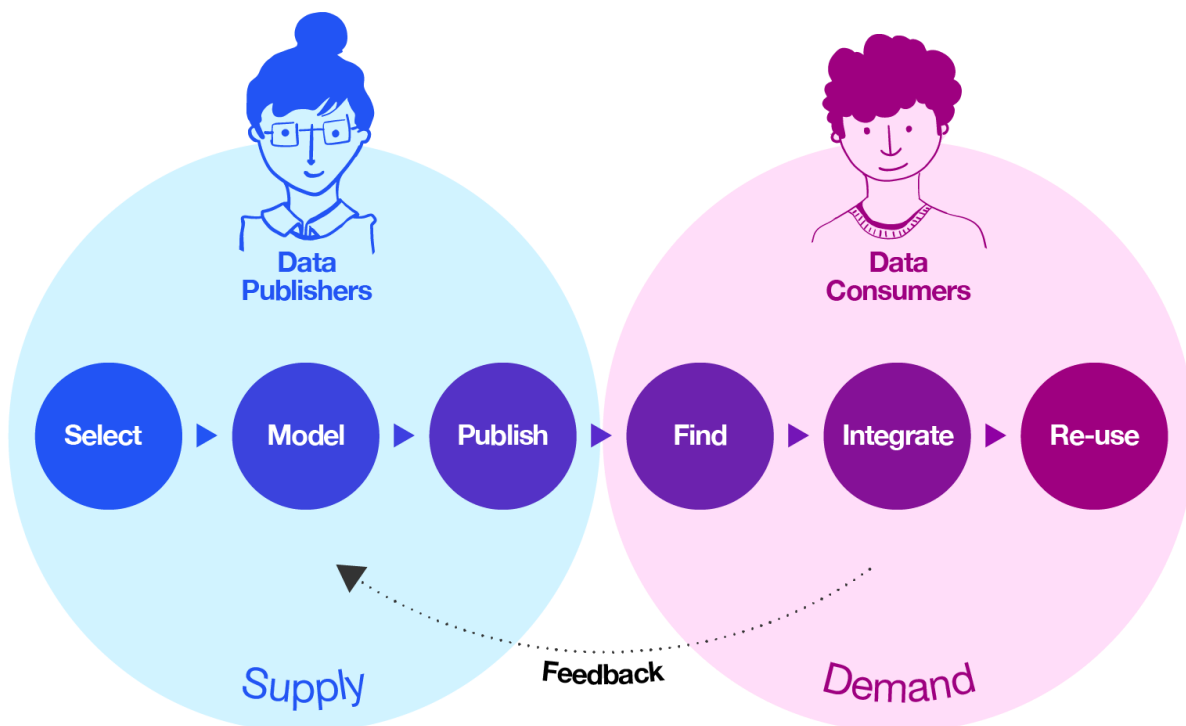 Data
Publishers
Data
Consumers
Select
Model
Publish
Find
Integrate
Re-use
Feedback
Supply
Demand